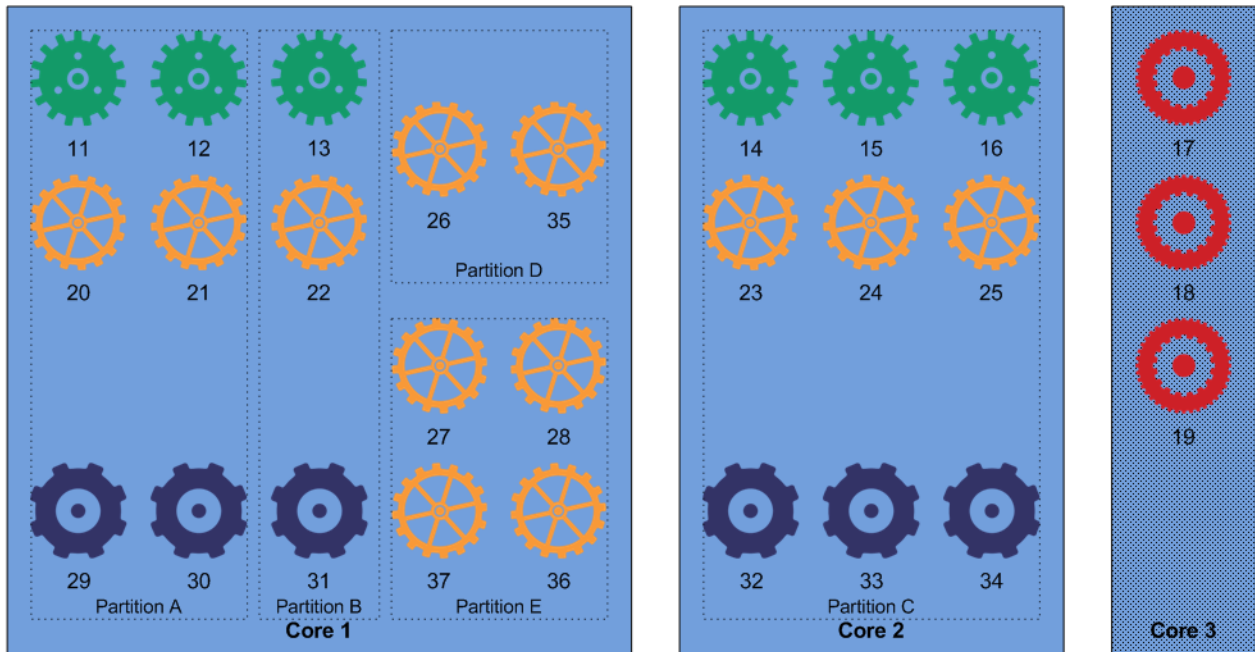 11 12 13
26 35
20 21 22
Partition D
27 28
29 30 31 37 36
Partition A Partition B Partition E
Core 1
14 15 16
23 24 25
32 33 34
Partition C
Core 2
17
18
19
Core 3